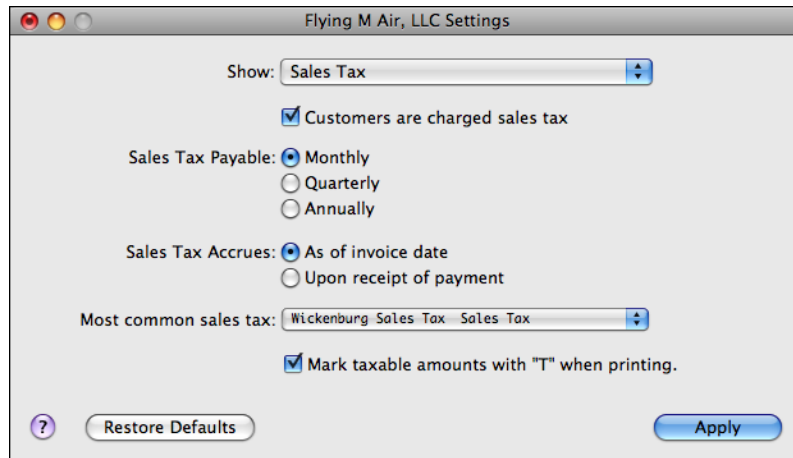 Flying M Air, LLC Settings
Show: Sales Tax
Customers are charged sales tax
Sales Tax Payable: Monthly
Quarterly
Annually
Sales Tax Accrues: As of invoice date
Upon receipt of payment
Most common sales tax: Wickenburg Sales Tax Sales Tax
Mark taxable amounts with "T" when printing.
? Restore Defaults Apply